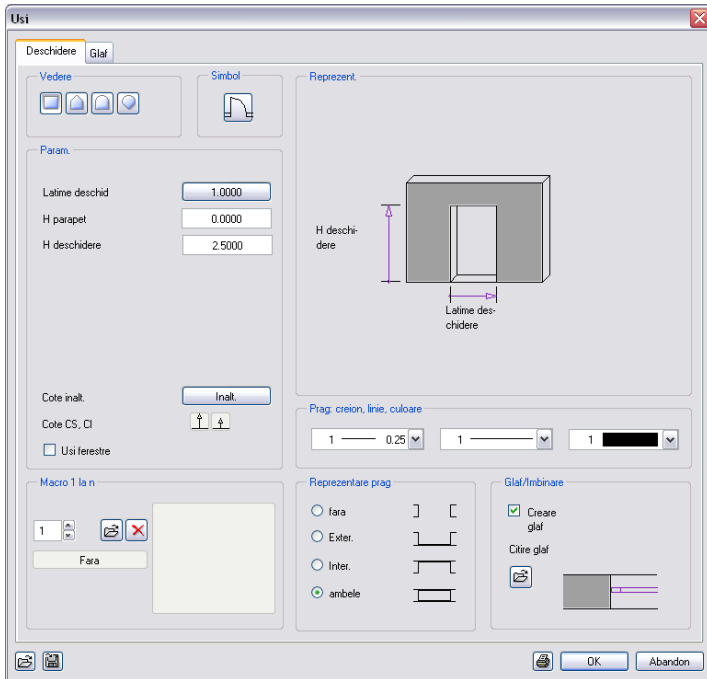 Usi
Deschidere Glaf
Vedere
Simbol
Reprezent.
Param.
Latime deschid 1.0000
H parapet 0.0000
H deschidere 2.5000
H deschi-
dere
Latime des-
chidere
Cote inalt. Inalt.
Cote CS, CI
Usi ferestre
Prag: creion, linie, culoare
1 0.25 1 1
Macro 1 la n
1
Fara
Reprezentare prag
fara
Exter.
Inter.
ambele
Glaf/Imbinare
Creare
glaf
Citire glaf
OK Abandon